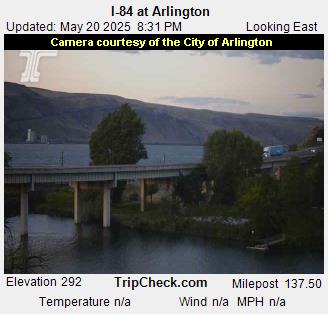 I-84 at Arlington
Updated: May 20 2025 8:31 PM Looking East
Camera courtesy of the City of Arlington
Elevation 292 TripCheck.com Milepost 137.50
Temperature n/a Wind n/a MPH n/a